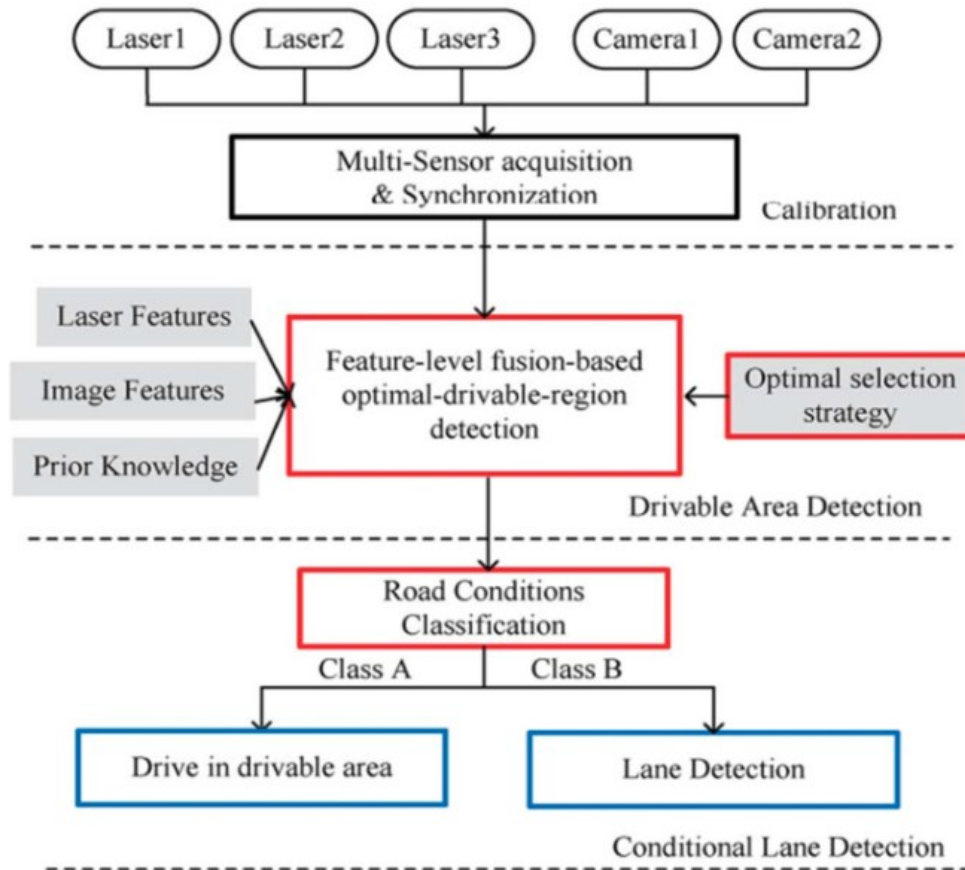 Laser1
Laser2
Laser3
Camera1
Camera2
Multi-Sensor acquisition
& Synchronization
Calibration
Laser Features
Image Features
Prior Knowledge
Feature-level fusion-based
optimal-drivable-region
detection
Optimal selection
strategy
Drivable Area Detection
Road Conditions
Classification
Class A
Class B
Drive in drivable area
Lane Detection
Conditional Lane Detection